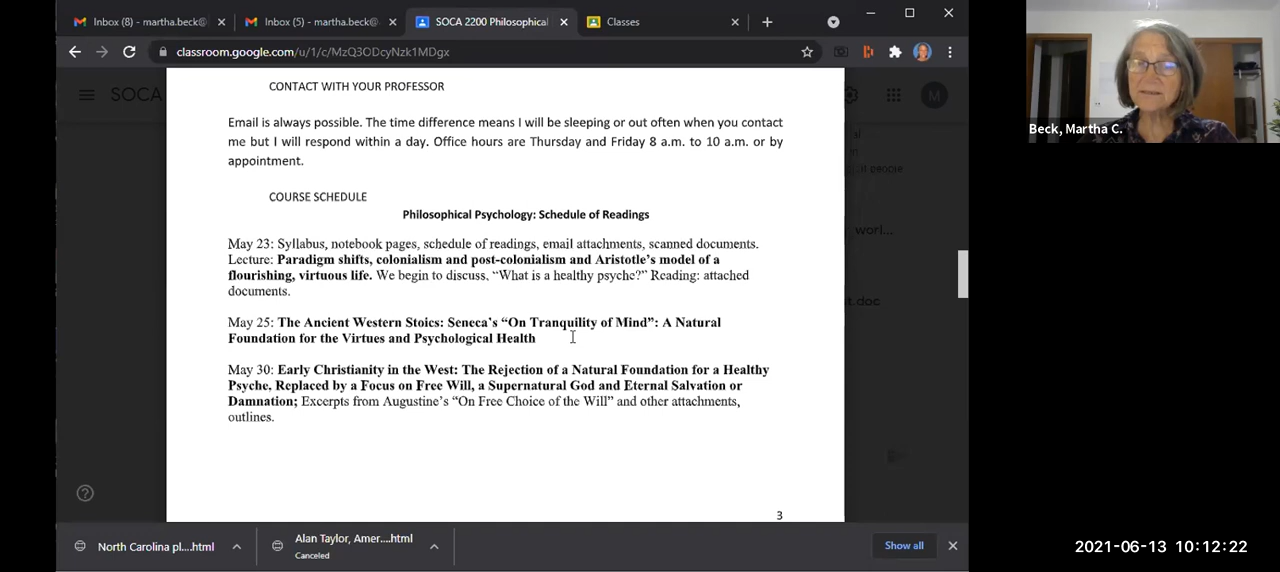 Inbox (8) - martha.beck@
Inbox (5) - martha.beck@
SOCA 2200 Philosophical
Classes
classroom.google.com/u/1/c/MzQ3ODcyNzk1MDgx
SOCA
M
CONTACT WITH YOUR PROFESSOR
Email is always possible. The time difference means I will be sleeping or out often when you contact
me but I will respond within a day. Office hours are Thursday and Friday 8 a.m. to 10 a.m. or by
appointment.
COURSE SCHEDULE
Philosophical Psychology: Schedule of Readings
May 23: Syllabus, notebook pages, schedule of readings, email attachments, scanned documents.
Lecture: Paradigm shifts, colonialism and post-colonialism and Aristotle's model of a
flourishing, virtuous life. We begin to discuss, “What is a healthy psyche?” Reading: attached
documents.
May 25: The Ancient Western Stoics: Seneca's “On Tranquility of Mind”: A Natural
Foundation for the Virtues and Psychological Health
May 30: Early Christianity in the West: The Rejection of a Natural Foundation for a Healthy
Psyche, Replaced by a Focus on Free Will, a Supernatural God and Eternal Salvation or
Damnation; Excerpts from Augustine's “On Free Choice of the Will” and other attachments,
outlines.
3
people
worl...
t.doc
North Carolina pl....html
Alan Taylor, Amer....html
Canceled
Show all
Beck, Martha C.
2021-06-13 10:12:22